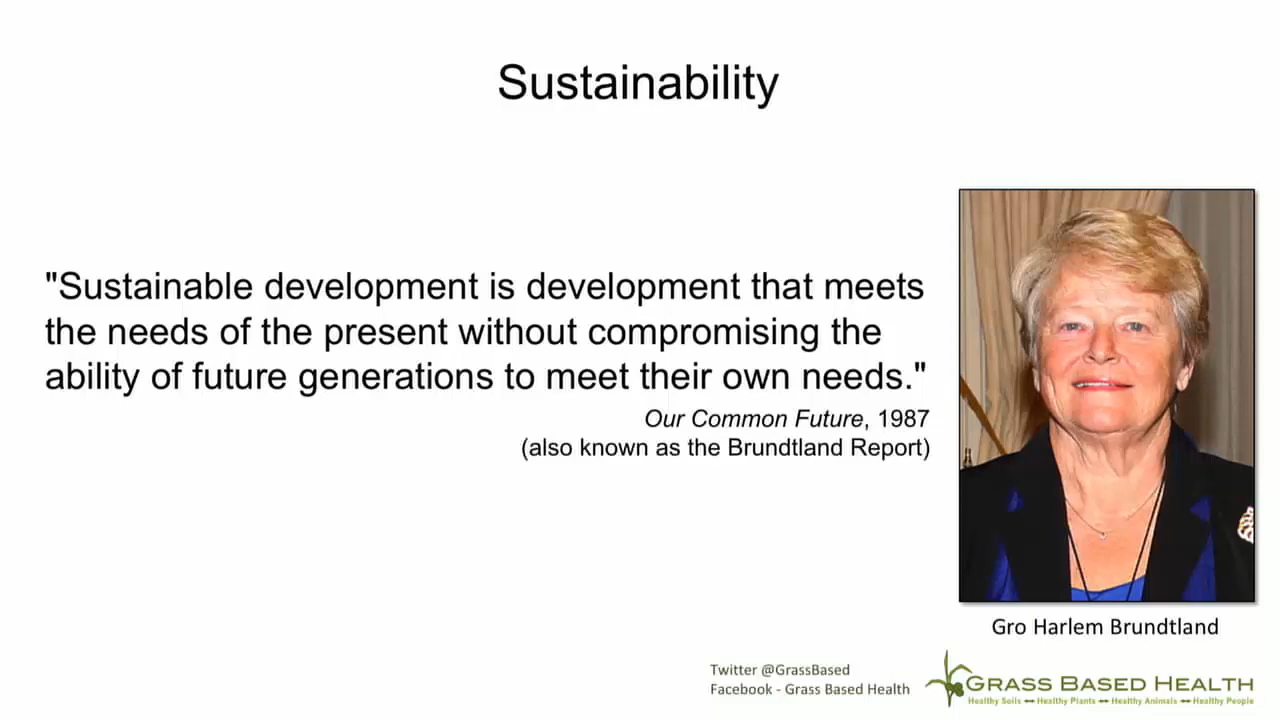 Sustainability
"Sustainable development is development that meets
the needs of the present without compromising the
ability of future generations to meet their own needs."
Our Common Future, 1987
(also known as the Brundtland Report)
Gro Harlem Brundtland
Twitter @GrassBased
Facebook - Grass Based Health
GRASS BASED HEALTH
Healthy Soils ↔ Healthy Plants ↔ Healthy Animals ↔ Healthy People